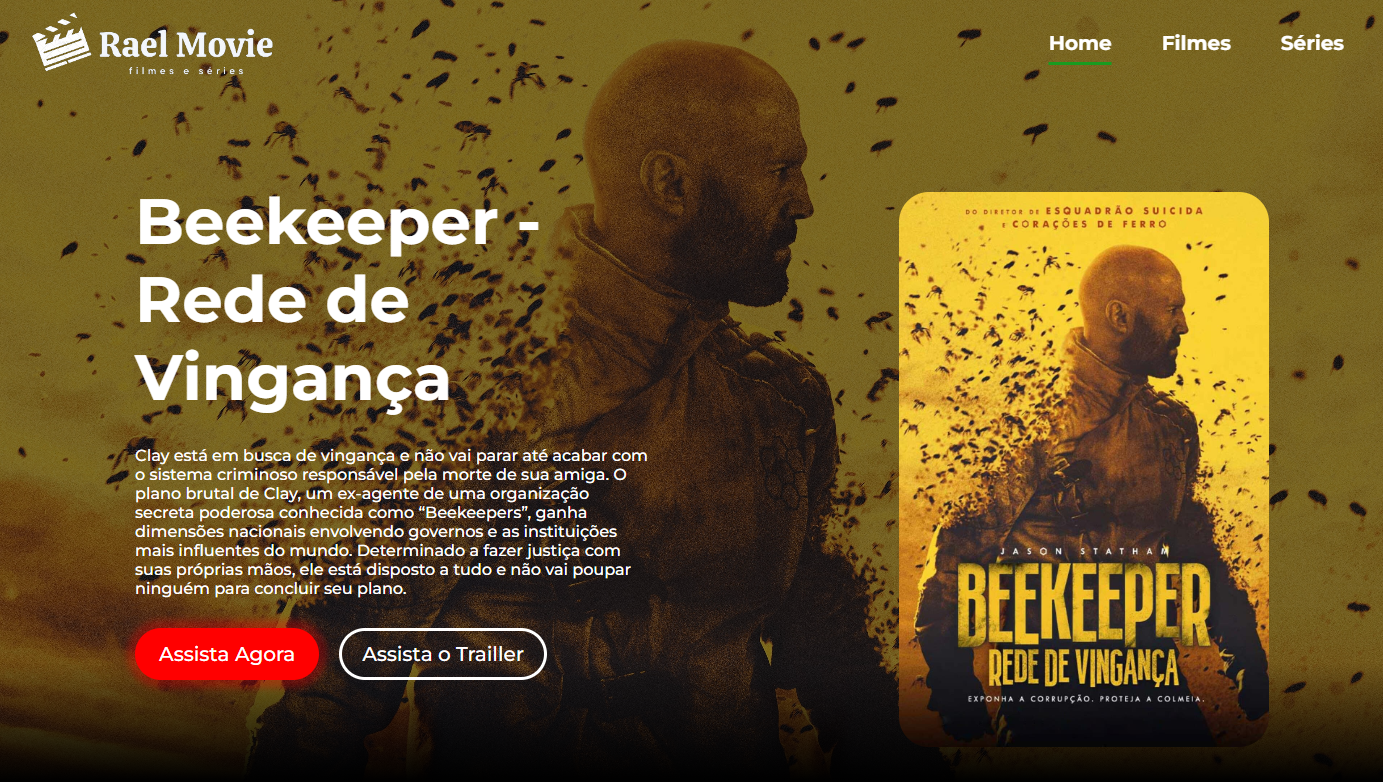 Rael Movie
filmes e séries
Home Filmes Séries
Beekeeper -
Rede de
Vingança
Clay está em busca de vingança e não vai parar até acabar com
o sistema criminoso responsável pela morte de sua amiga. O
plano brutal de Clay, um ex-agente de uma organização
secreta poderosa conhecida como “Beekeepers”, ganha
dimensões nacionais envolvendo governos e as instituições
mais influentes do mundo. Determinado a fazer justiça com
suas próprias mãos, ele está disposto a tudo e não vai poupar
ninguém para concluir seu plano.
Assista Agora Assista o Trailler
DO DIRETOR DE ESQUADRÃO SUICIDA
E CORAÇÕES DE FERRO
JASON STATHAM
BEEKEEPER
REDE DE VINGANÇA
EXPONHA A CORRUPÇÃO. PROTEJA A COLMEIA.